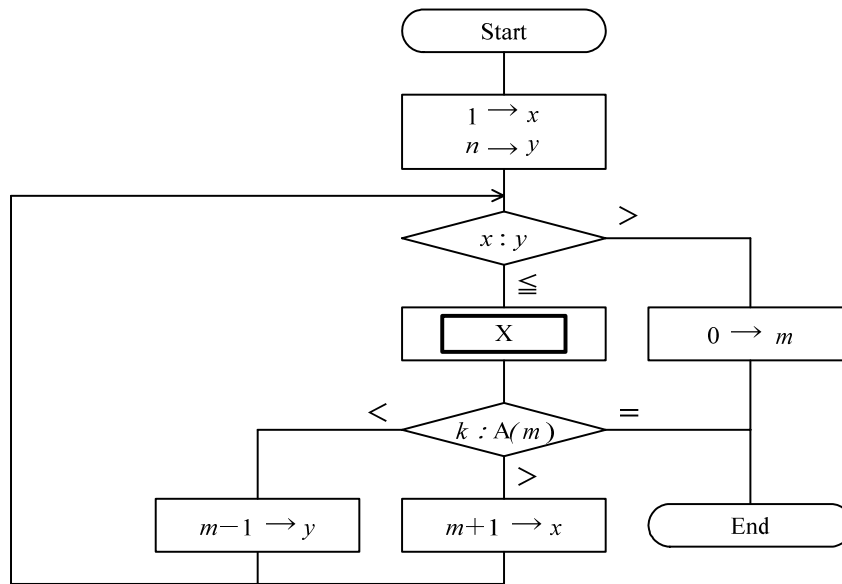 Start
1 → x
n → y
>
x : y
≦
X
0 → m
<
k : A(m)
=
>
m−1 → y
m+1 → x
End